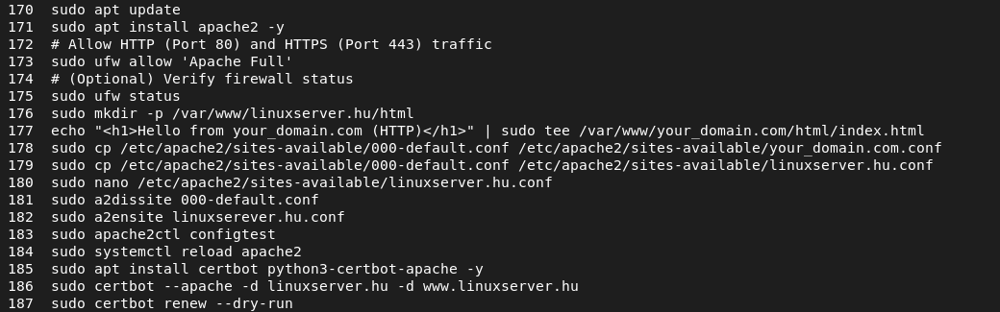 170  sudo apt update
171  sudo apt install apache2 -y
172  # Allow HTTP (Port 80) and HTTPS (Port 443) traffic
173  sudo ufw allow 'Apache Full'
174  # (Optional) Verify firewall status
175  sudo ufw status
176  sudo mkdir -p /var/www/linuxserver.hu/html
177  echo "<h1>Hello from your_domain.com (HTTP)</h1>" | sudo tee /var/www/your_domain.com/html/index.html
178  sudo cp /etc/apache2/sites-available/000-default.conf /etc/apache2/sites-available/your_domain.com.conf
179  sudo cp /etc/apache2/sites-available/000-default.conf /etc/apache2/sites-available/linuxserver.hu.conf
180  sudo nano /etc/apache2/sites-available/linuxserver.hu.conf
181  sudo a2dissite 000-default.conf
182  sudo a2ensite linuxserever.hu.conf
183  sudo apache2ctl configtest
184  sudo systemctl reload apache2
185  sudo apt install certbot python3-certbot-apache -y
186  sudo certbot --apache -d linuxserver.hu -d www.linuxserver.hu
187  sudo certbot renew --dry-run